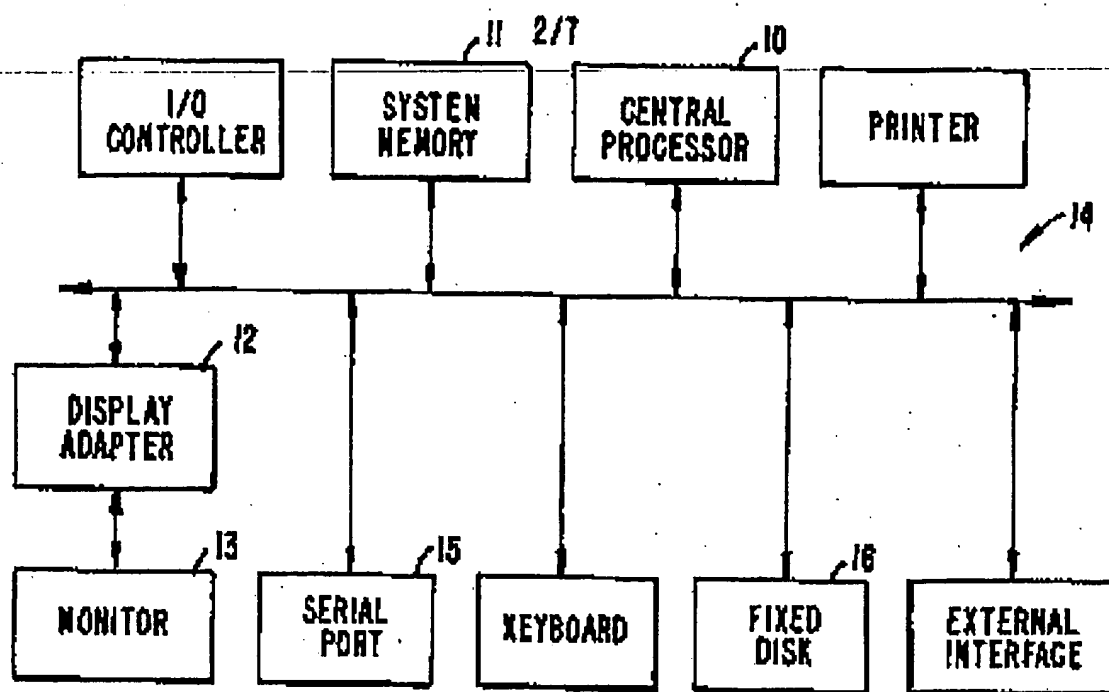 11 2/7 10
I/O
CONTROLLER
SYSTEM
MEMORY
CENTRAL
PROCESSOR
PRINTER
14
12
DISPLAY
ADAPTER
13
MONITOR
15
SERIAL
PORT
KEYBOARD
16
FIXED
DISK
EXTERNAL
INTERFACE